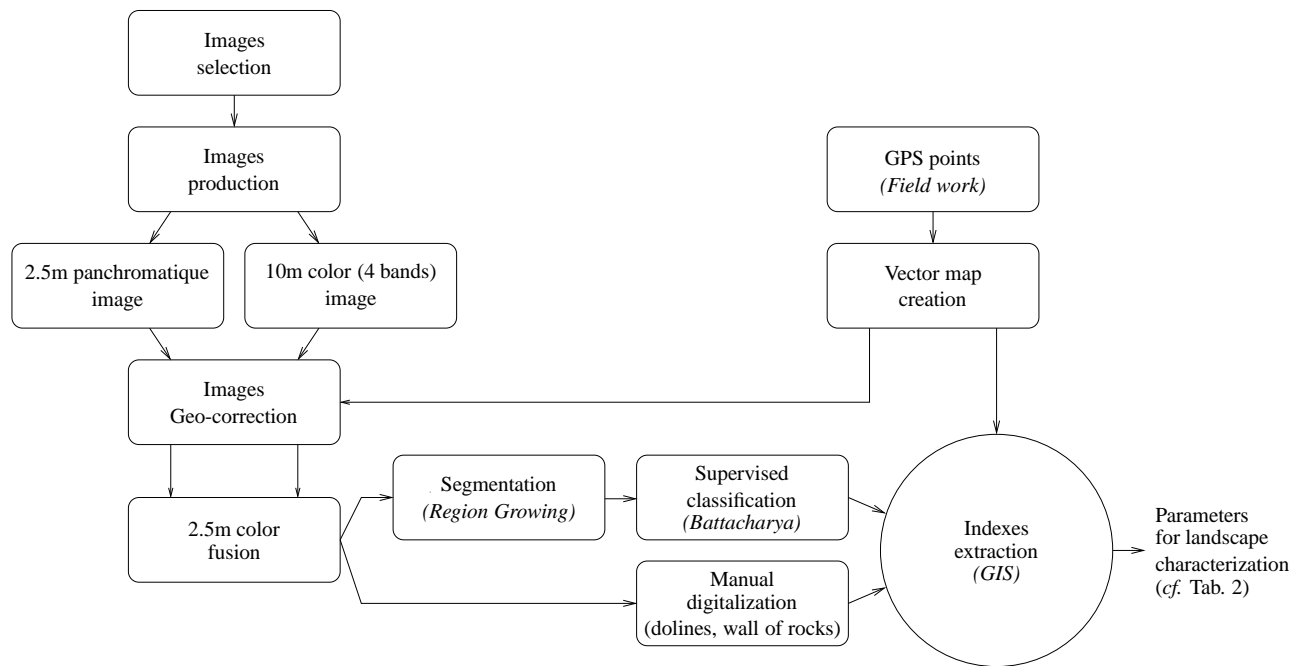 Images
selection
Images
production
GPS points
(Field work)
2.5m panchromatique
image
10m color (4 bands)
image
Vector map
creation
Images
Geo-correction
Segmentation
(Region Growing)
Supervised
classification
(Battacharya)
2.5m color
fusion
Manual
digitalization
(dolines, wall of rocks)
Indexes
extraction
(GIS)
Parameters
for landscape
characterization
(cf. Tab. 2)